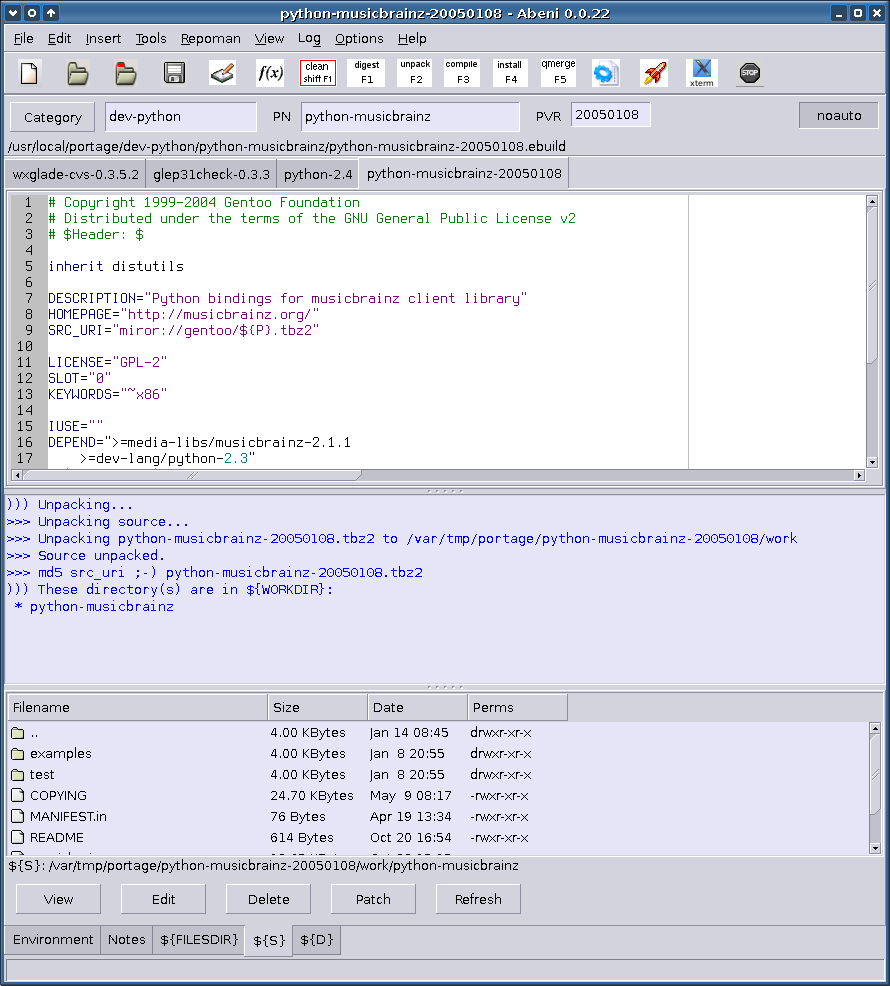 python-musicbrainz-20050108 - Abeni 0.0.22
File Edit Insert Tools Repoman View Log Options Help
f(x) clean shift F1 digest F1 unpack F2 compile F3 install F4 qmerge F5 X xterm STOP
Category dev-python PN python-musicbrainz PVR 20050108 noauto
/usr/local/portage/dev-python/python-musicbrainz/python-musicbrainz-20050108.ebuild
wxglade-cvs-0.3.5.2 glep31check-0.3.3 python-2.4 python-musicbrainz-20050108
1 # Copyright 1999-2004 Gentoo Foundation
2 # Distributed under the terms of the GNU General Public License v2
3 # $Header: $
4
5 inherit distutils
6
7 DESCRIPTION="Python bindings for musicbrainz client library"
8 HOMEPAGE="http://musicbrainz.org/"
9 SRC_URI="miror://gentoo/${P}.tbz2"
10
11 LICENSE="GPL-2"
12 SLOT="0"
13 KEYWORDS="~x86"
14
15 IUSE=""
16 DEPEND=">=media-libs/musicbrainz-2.1.1
17 >=dev-lang/python-2.3"
))) Unpacking...
>>> Unpacking source...
>>> Unpacking python-musicbrainz-20050108.tbz2 to /var/tmp/portage/python-musicbrainz-20050108/work
>>> Source unpacked.
>>> md5 src_uri ;-) python-musicbrainz-20050108.tbz2
))) These directory(s) are in ${WORKDIR}:
* python-musicbrainz
Filename Size Date Perms
.. 4.00 KBytes Jan 14 08:45 drwxr-xr-x
examples 4.00 KBytes Jan 8 20:55 drwxr-xr-x
test 4.00 KBytes Jan 8 20:55 drwxr-xr-x
COPYING 24.70 KBytes May 9 08:17 -rwxr-xr-x
MANIFEST.in 76 Bytes Apr 19 13:34 -rwxr-xr-x
README 614 Bytes Oct 20 16:54 -rwxr-xr-x
${S}: /var/tmp/portage/python-musicbrainz-20050108/work/python-musicbrainz
View Edit Delete Patch Refresh
Environment Notes ${FILESDIR} ${S} ${D}